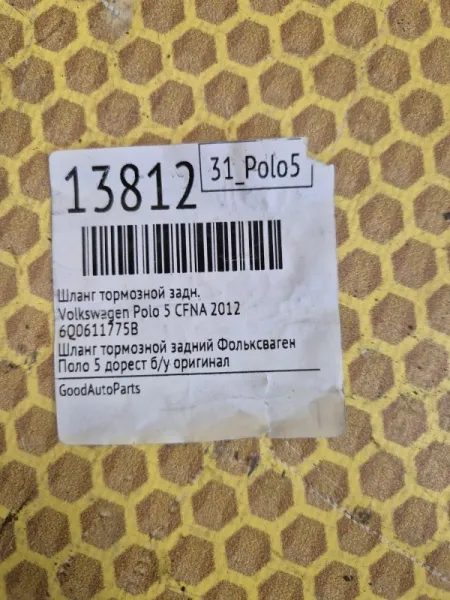 13812
31_Polo5
Шланг тормозной задн.
Volkswagen Polo 5 CFNA 2012
6Q0611775B
Шланг тормозной задний Фольксваген
Поло 5 дорест б/у оригинал
GoodAutoParts